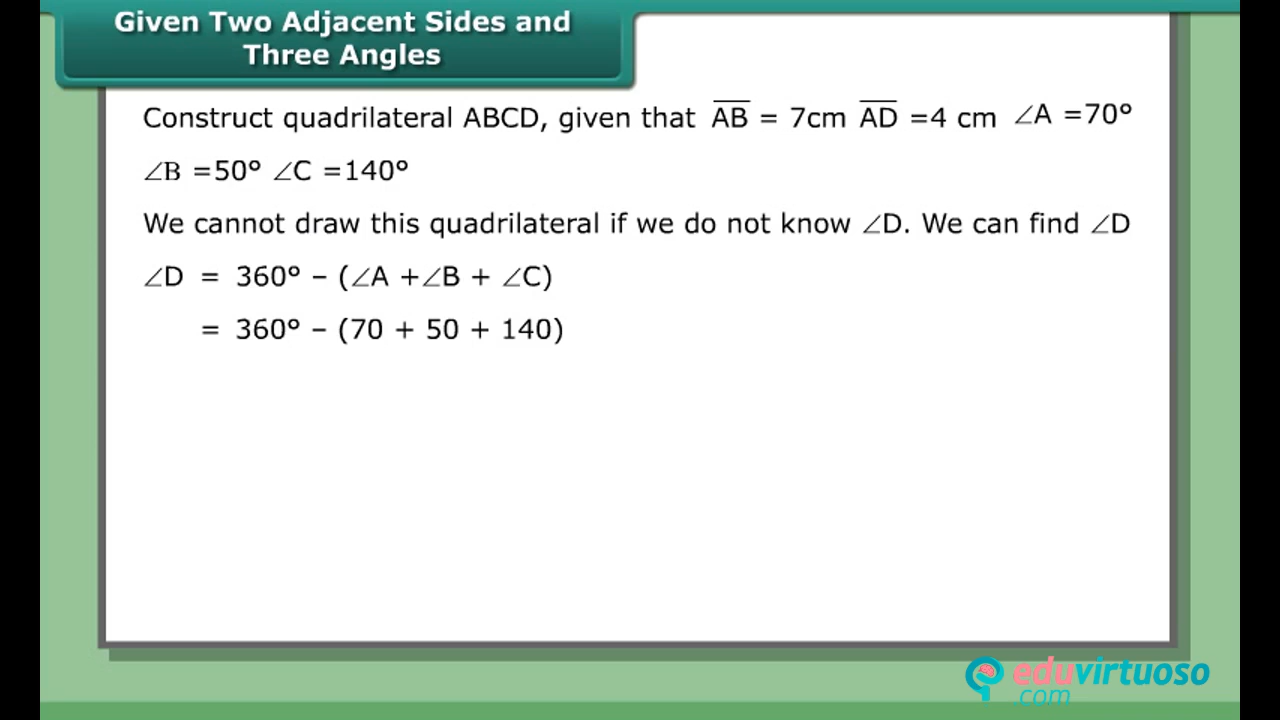 Given Two Adjacent Sides and
Three Angles
Construct quadrilateral ABCD, given that A̅B̅ = 7cm A̅D̅ =4 cm ∠A =70°
∠B =50° ∠C =140°
We cannot draw this quadrilateral if we do not know ∠D. We can find ∠D
∠D = 360° – (∠A +∠B + ∠C)
= 360° – (70 + 50 + 140)
eduvirtuoso
.com